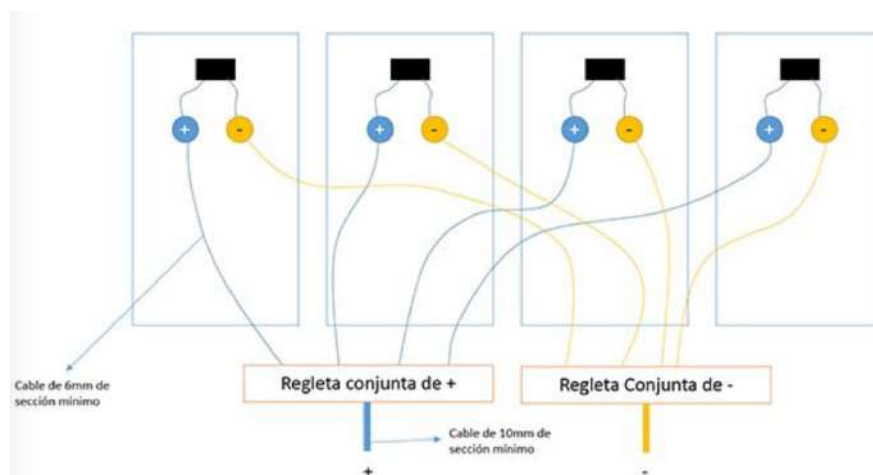 + - + - + - + -
Regleta conjunta de +
Regleta Conjunta de -
Cable de 6mm de
sección mínimo
Cable de 10mm de
sección mínimo
+ -